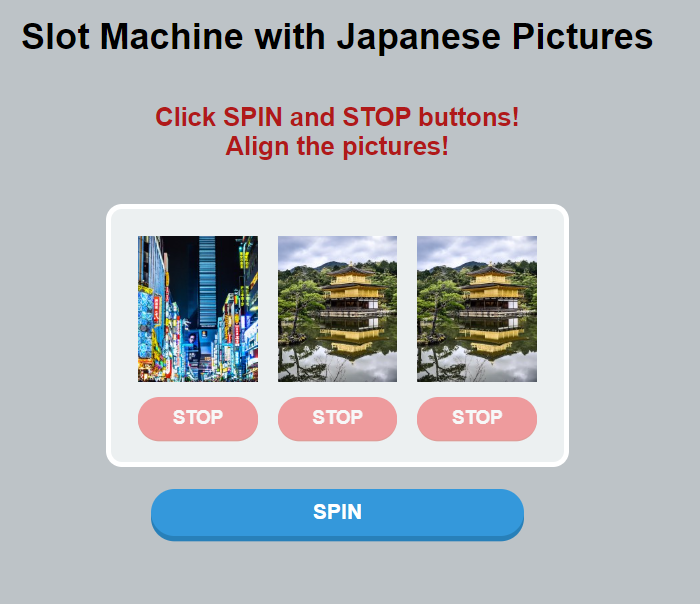 Slot Machine with Japanese Pictures
Click SPIN and STOP buttons!
Align the pictures!
STOP STOP STOP
SPIN